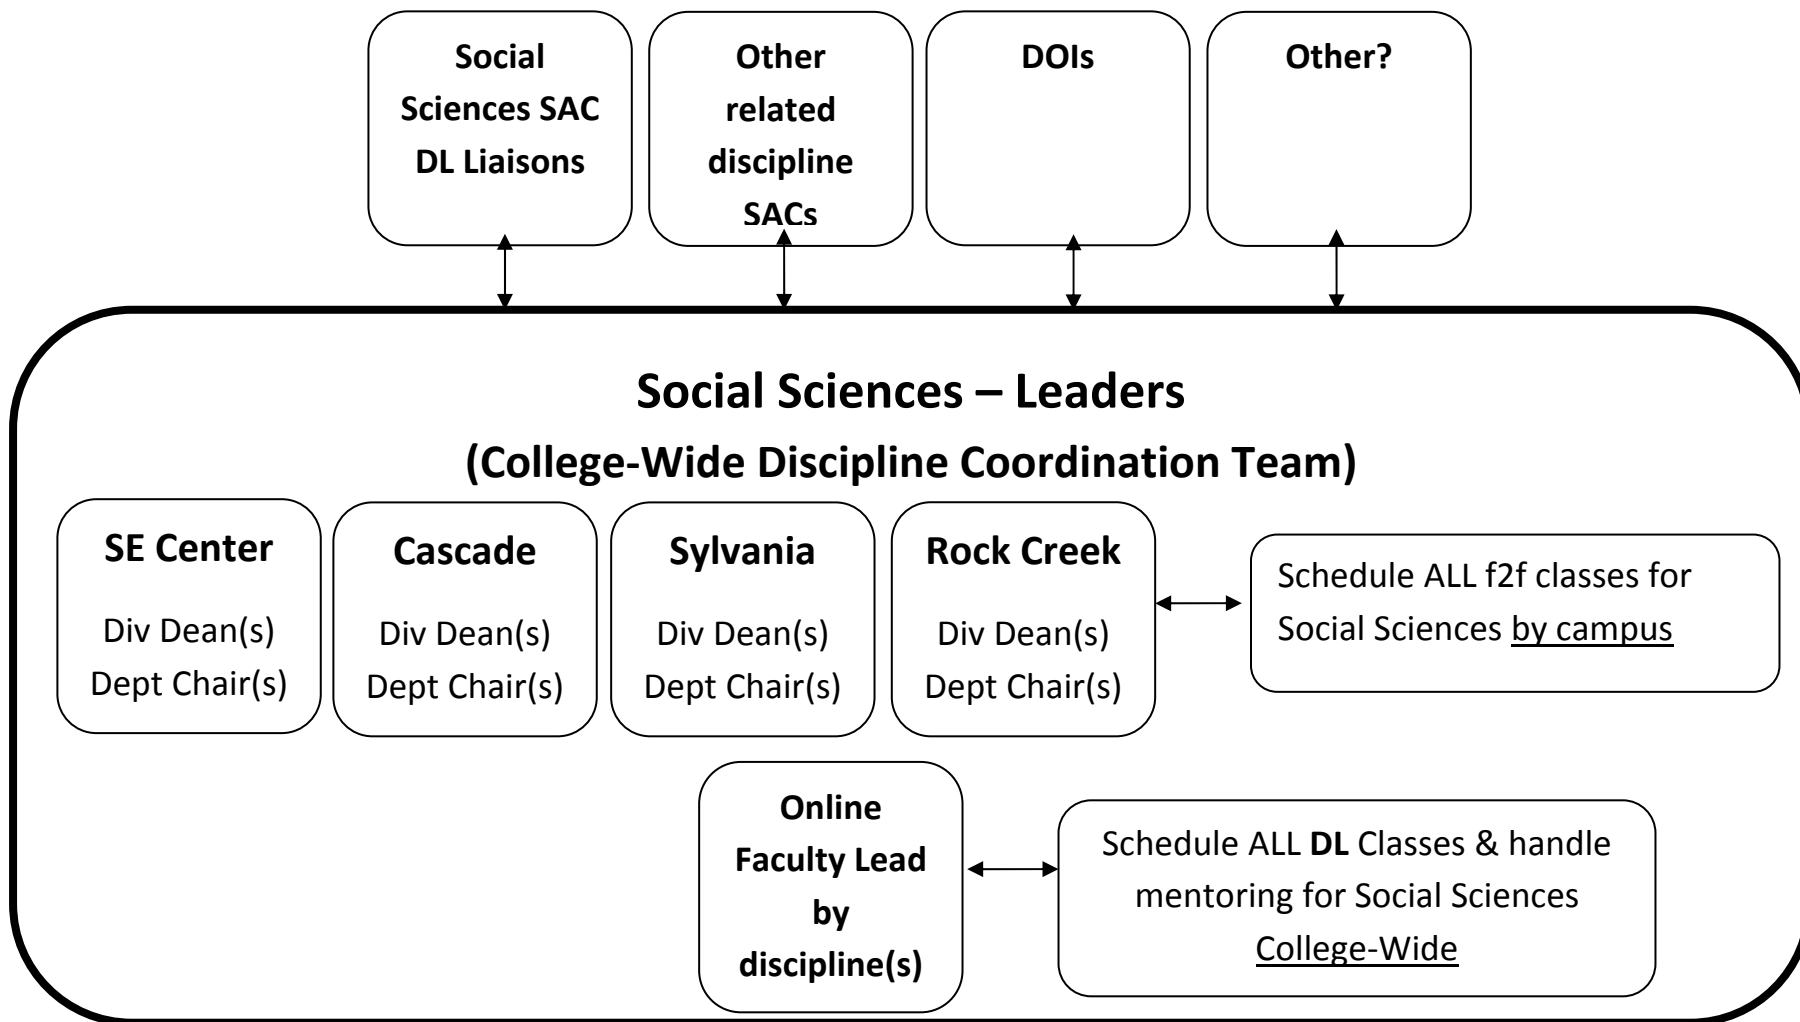 Social
Sciences SAC
DL Liaisons
Other
related
discipline
SACs
DOIs
Other?
Social Sciences – Leaders
(College-Wide Discipline Coordination Team)
SE Center
Div Dean(s)
Dept Chair(s)
Cascade
Div Dean(s)
Dept Chair(s)
Sylvania
Div Dean(s)
Dept Chair(s)
Rock Creek
Div Dean(s)
Dept Chair(s)
Schedule ALL f2f classes for
Social Sciences by campus
Online
Faculty Lead
by
discipline(s)
Schedule ALL DL Classes & handle
mentoring for Social Sciences
College-Wide